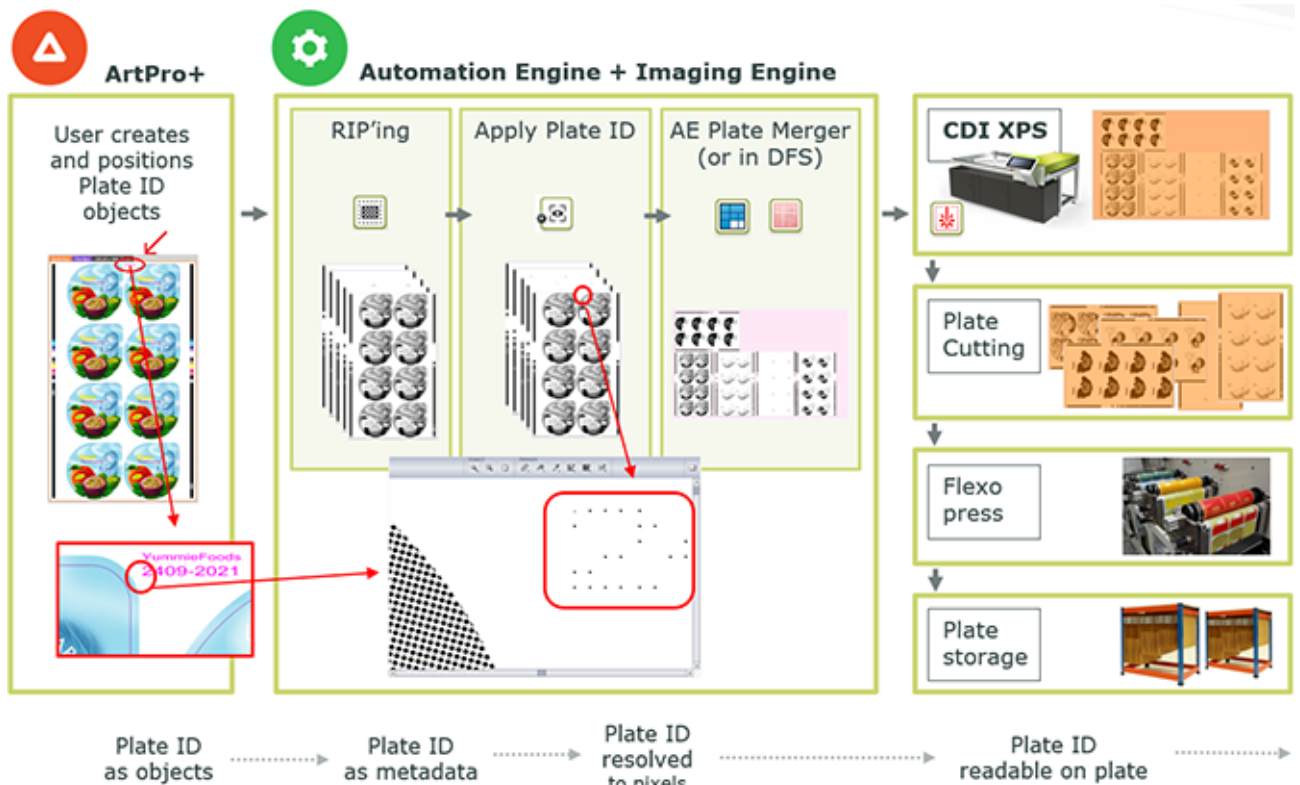 ArtPro+
Automation Engine + Imaging Engine
User creates
and positions
Plate ID
objects
RIP'ing
Apply Plate ID
AE Plate Merger
(or in DFS)
CDI XPS
Plate
Cutting
Flexo
press
Plate
storage
YummieFoods
2409-2021
Plate ID
as objects
Plate ID
as metadata
Plate ID
resolved
to pixels
Plate ID
readable on plate